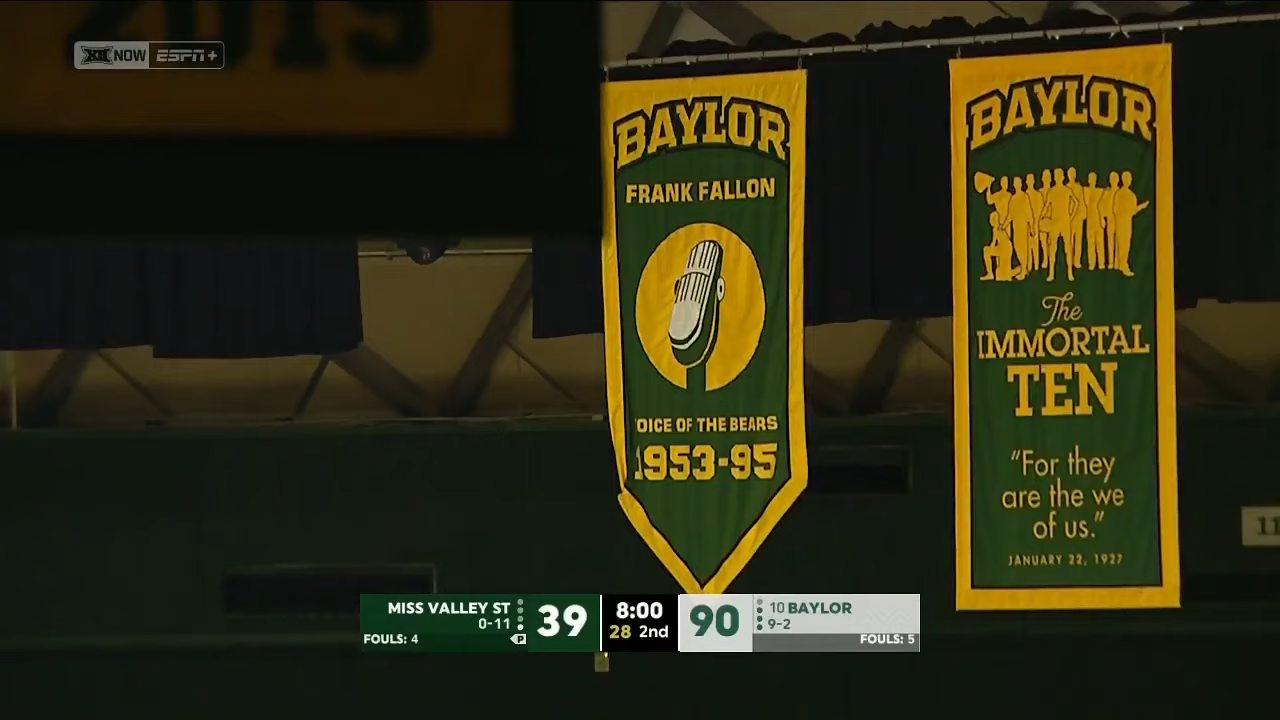 2019
XII NOW ESPN+
BAYLOR
FRANK FALLON
OICE OF THE BEARS
1953-95
BAYLOR
The
IMMORTAL
TEN
"For they
are the we
of us."
JANUARY 22, 1927
11
MISS VALLEY ST
0-11
FOULS: 4
P
39
8:00
28 2nd
90
10 BAYLOR
9-2
FOULS: 5